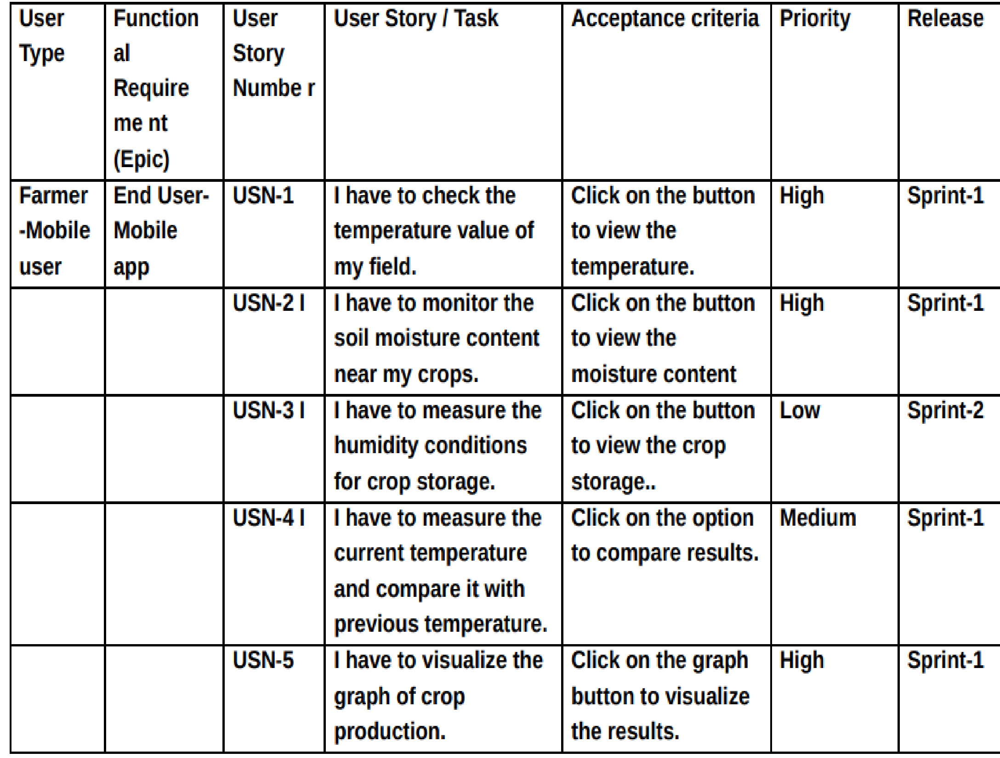 User Type
Functional Requirement (Epic)
User Story Numbe r
User Story / Task
Acceptance criteria
Priority
Release
Farmer
-Mobile
user
End User-
Mobile
app
USN-1
I have to check the
temperature value of
my field.
Click on the button
to view the
temperature.
High
Sprint-1
USN-2 I
I have to monitor the
soil moisture content
near my crops.
Click on the button
to view the
moisture content
High
Sprint-1
USN-3 I
I have to measure the
humidity conditions
for crop storage.
Click on the button
to view the crop
storage..
Low
Sprint-2
USN-4 I
I have to measure the
current temperature
and compare it with
previous temperature.
Click on the option
to compare results.
Medium
Sprint-1
USN-5
I have to visualize the
graph of crop
production.
Click on the graph
button to visualize
the results.
High
Sprint-1